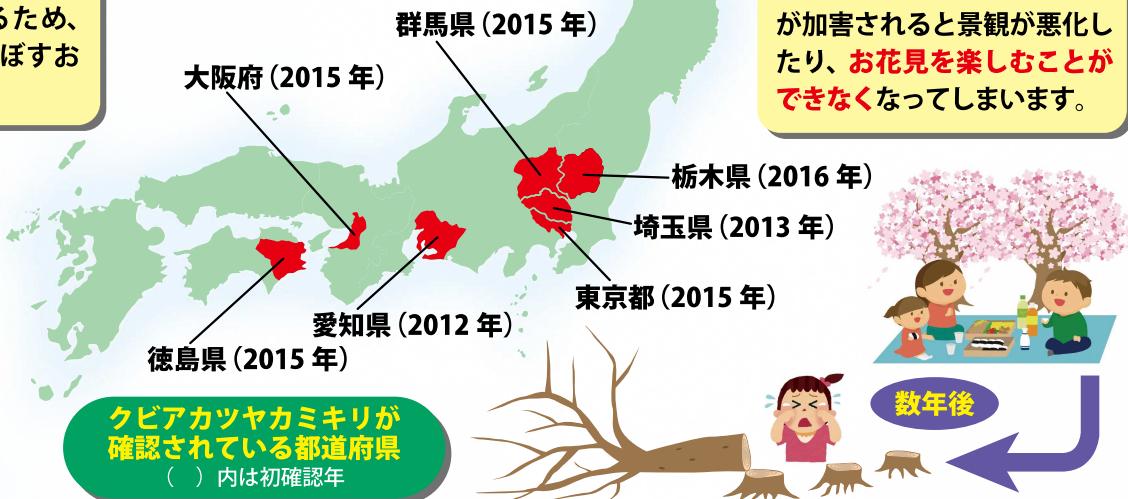 るため、
ぼすお
群馬県（2015 年）
大阪府（2015 年）
が加害されると景観が悪化し
たり、お花見を楽しむことが
できなくなってしまいます。
栃木県（2016 年）
埼玉県（2013 年）
東京都（2015 年）
愛知県（2012 年）
徳島県（2015 年）
クビアカツヤカミキリが
確認されている都道府県
（　）内は初確認年
数年後